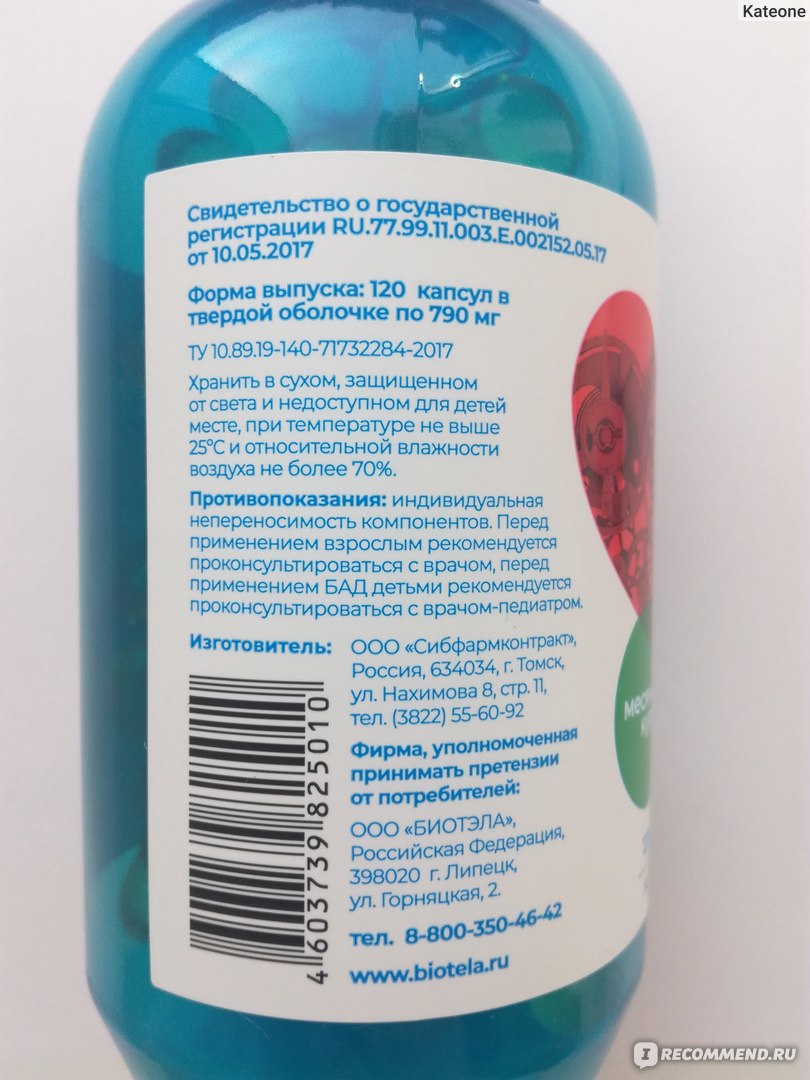 Kateone
Свидетельство о государственной
регистрации RU.77.99.11.003.E.002152.05.17
от 10.05.2017
Форма выпуска: 120 капсул в
твердой оболочке по 790 мг
ТУ 10.89.19-140-71732284-2017
Хранить в сухом, защищенном
от света и недоступном для детей
месте, при температуре не выше
25°С и относительной влажности
воздуха не более 70%.
Противопоказания: индивидуальная
непереносимость компонентов. Перед
применением взрослым рекомендуется
проконсультироваться с врачом, перед
применением БАД детьми рекомендуется
проконсультироваться с врачом-педиатром.
Изготовитель:
ООО «Сибфармконтракт»,
Россия, 634034, г. Томск,
ул. Нахимова 8, стр. 11,
тел. (3822) 55-60-92
Фирма, уполномоченная
принимать претензии
от потребителей:
ООО «БИОТЭЛА»,
Российская Федерация,
398020 г. Липецк,
ул. Горняцкая, 2.
тел. 8-800-350-46-42
www.biotela.ru
4 603739 825010
IRECOMMEND.RU